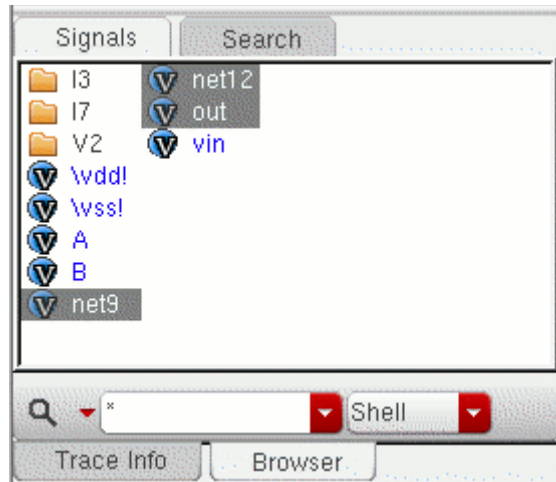 Signals Search
I3
I7
V2
\vdd!
\vss!
A
B
net9
net12
out
vin
* Shell
Trace Info Browser